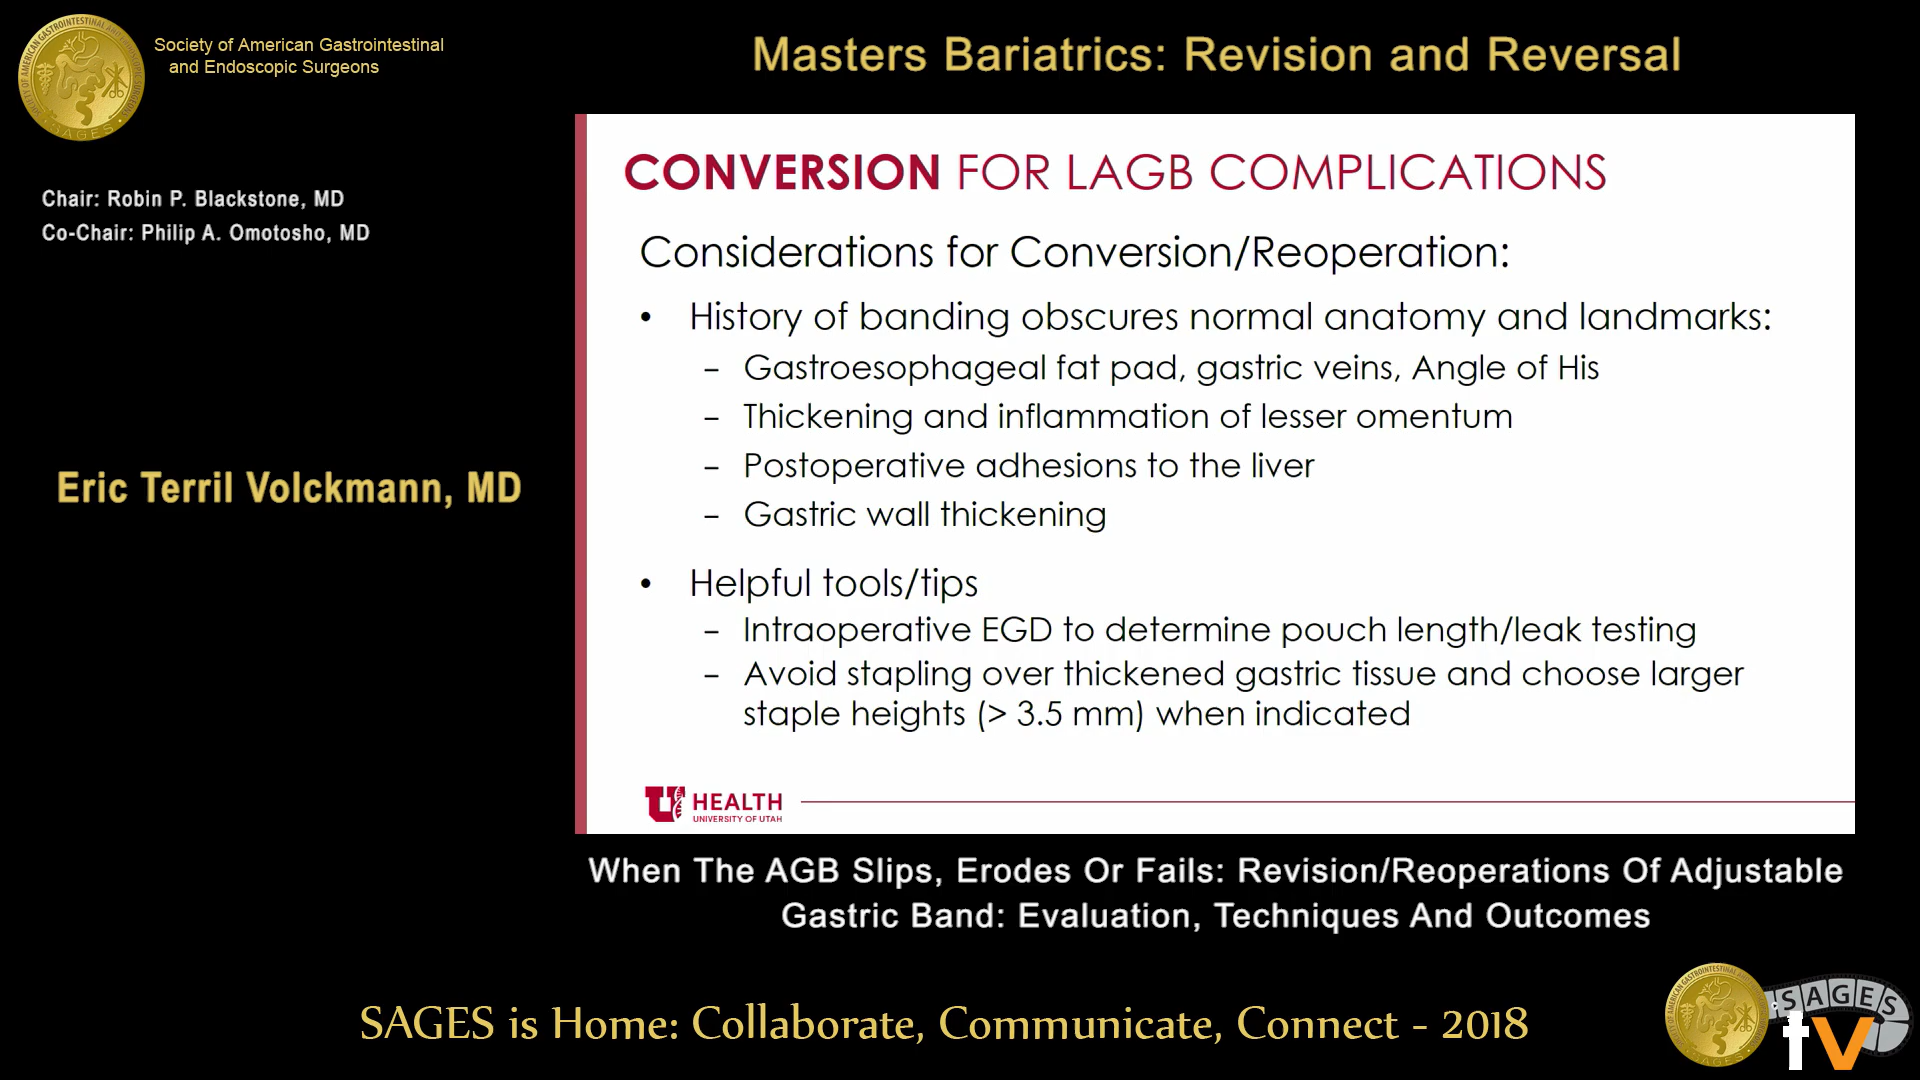 Society of American Gastrointestinal
and Endoscopic Surgeons
Masters Bariatrics: Revision and Reversal
Chair: Robin P. Blackstone, MD
Co-Chair: Philip A. Omotosho, MD
Eric Terril Volckmann, MD
CONVERSION FOR LAGB COMPLICATIONS
Considerations for Conversion/Reoperation:
• History of banding obscures normal anatomy and landmarks:
– Gastroesophageal fat pad, gastric veins, Angle of His
– Thickening and inflammation of lesser omentum
– Postoperative adhesions to the liver
– Gastric wall thickening
• Helpful tools/tips
– Intraoperative EGD to determine pouch length/leak testing
– Avoid stapling over thickened gastric tissue and choose larger
staple heights (> 3.5 mm) when indicated
U HEALTH
UNIVERSITY OF UTAH
When The AGB Slips, Erodes Or Fails: Revision/Reoperations Of Adjustable
Gastric Band: Evaluation, Techniques And Outcomes
SAGES is Home: Collaborate, Communicate, Connect - 2018
SAGES
tv